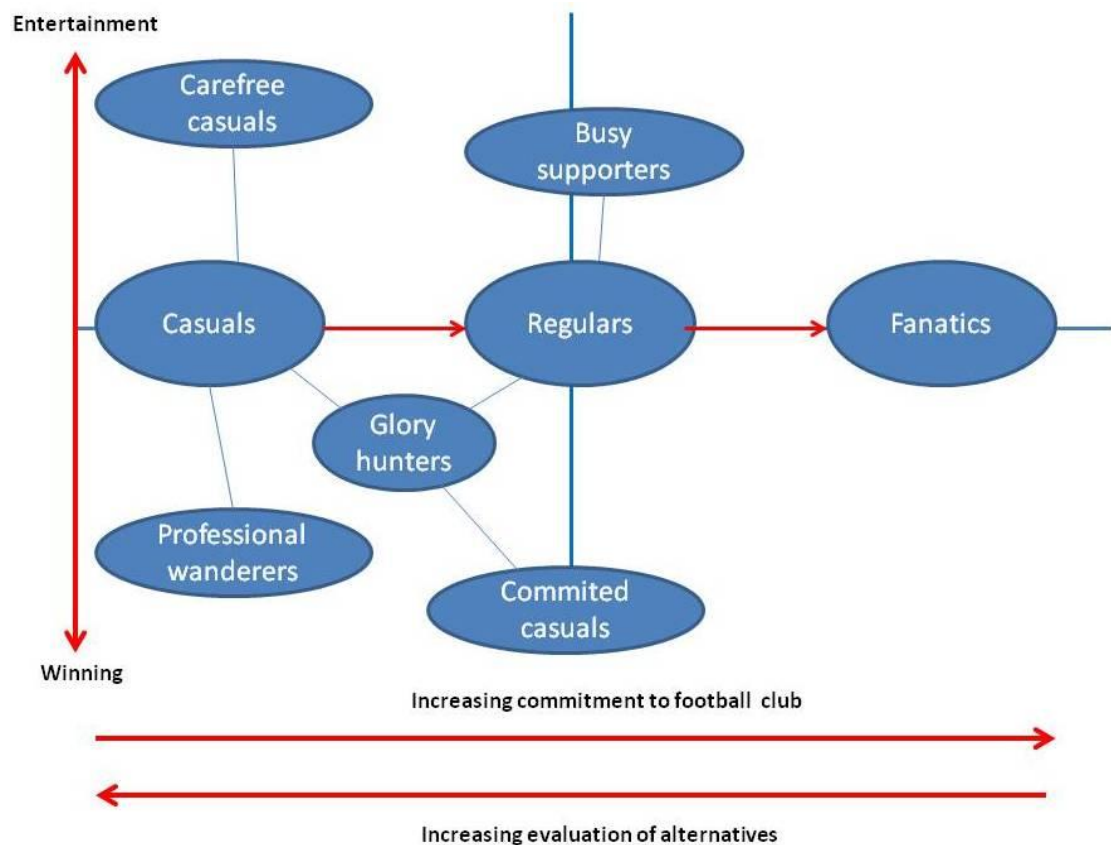 Entertainment
Carefree
casuals
Busy
supporters
Casuals
Regulars
Fanatics
Glory
hunters
Professional
wanderers
Commited
casuals
Winning
Increasing commitment to football club
Increasing evaluation of alternatives